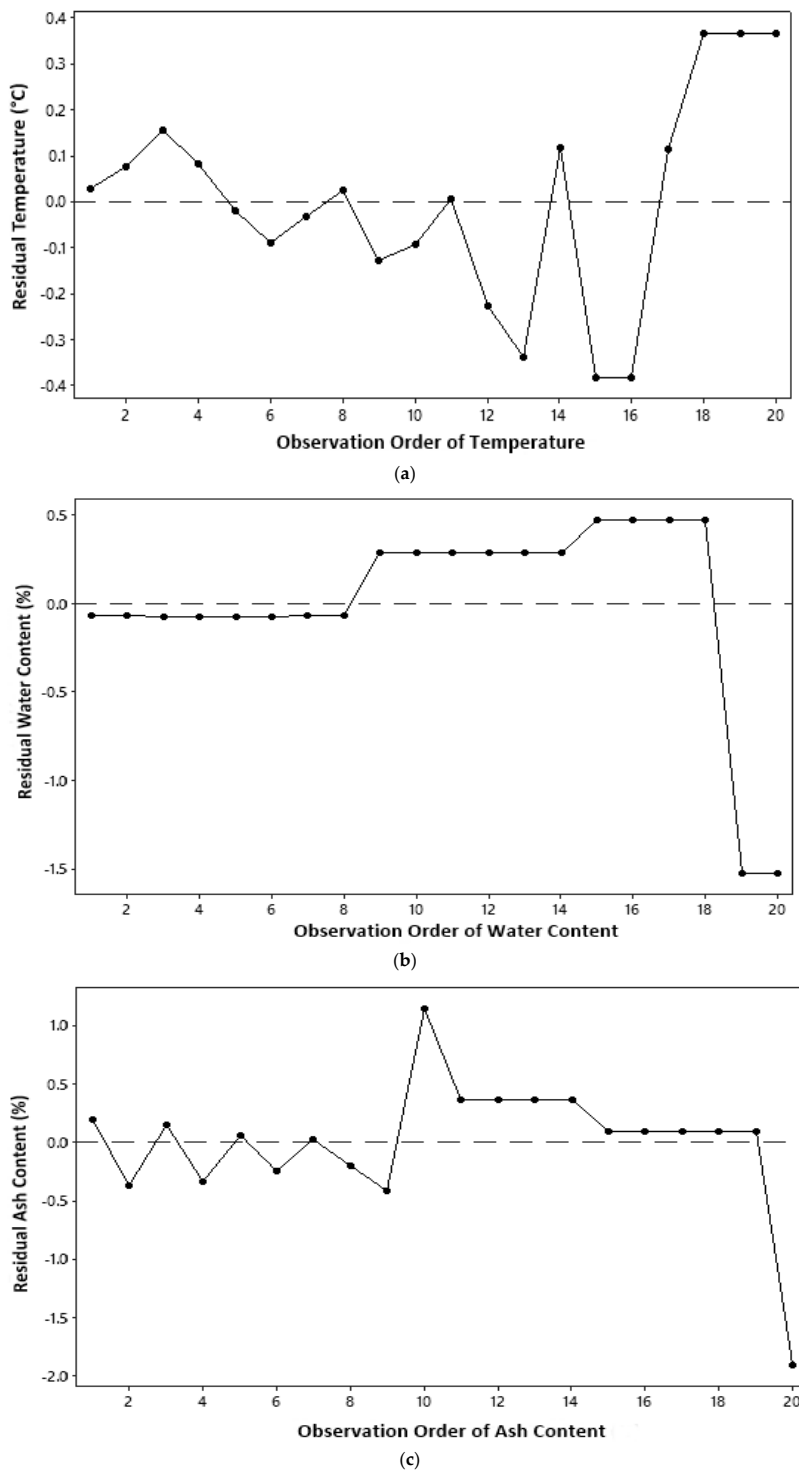 Residual Temperature (°C)
0.4
0.3
0.2
0.1
0.0
-0.1
-0.2
-0.3
-0.4
2 4 6 8 10 12 14 16 18 20
Observation Order of Temperature
(a)
Residual Water Content (%)
0.5
0.0
-0.5
-1.0
-1.5
2 4 6 8 10 12 14 16 18 20
Observation Order of Water Content
(b)
Residual Ash Content (%)
1.0
0.5
0.0
-0.5
-1.0
-1.5
-2.0
2 4 6 8 10 12 14 16 18 20
Observation Order of Ash Content
(c)